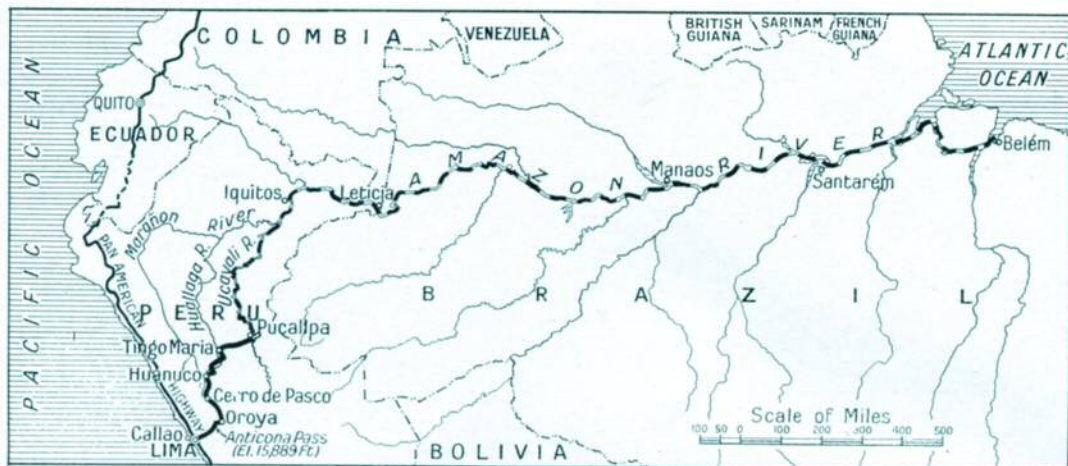 COLOMBIA
VENEZUELA
BRITISH
GUIANA
SARINAM
FRENCH
GUIANA
ATLANTIC
OCEAN
PACIFIC OCEAN
QUITO
ECUADOR
AMAZON RIVER
Belém
Manaos
Santarém
Iquitos
Leticia
Marañon River
Huallaga R.
Ucayali R.
PAN AMERICAN HIGHWAY
PERU
BRAZIL
Pucallpa
Tingo Maria
Huanuco
Cerro de Pasco
Oroya
Callao
LIMA
Anticona Pass
(El. 15,889 Ft.)
BOLIVIA
Scale of Miles
100 50 0 100 200 300 400 500